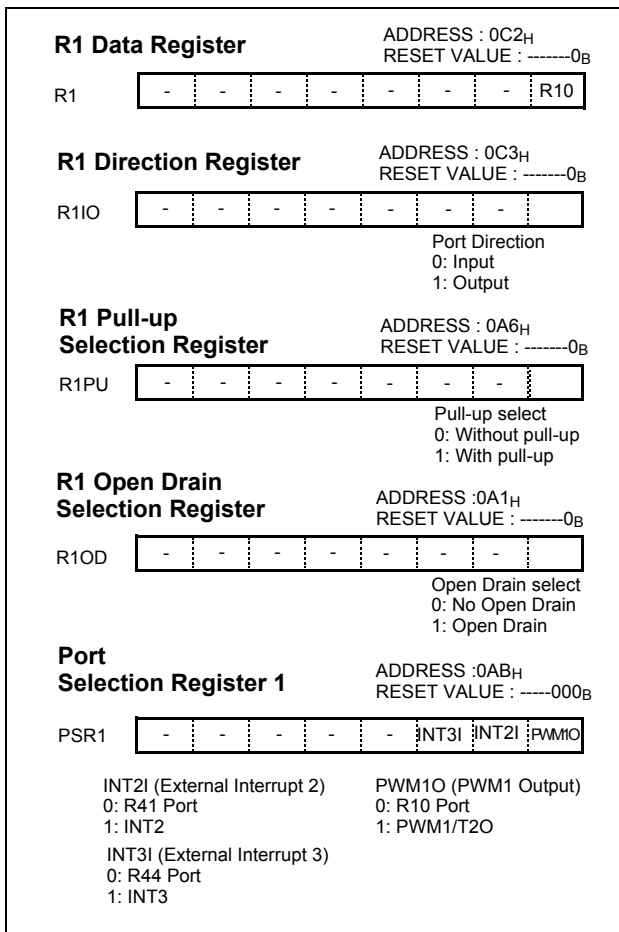 R1 Data Register
ADDRESS : 0C2H
RESET VALUE : -------0B
R1 - - - - - - - R10
R1 Direction Register
ADDRESS : 0C3H
RESET VALUE : -------0B
R1IO - - - - - - -
Port Direction
0: Input
1: Output
R1 Pull-up
Selection Register
ADDRESS : 0A6H
RESET VALUE : -------0B
R1PU - - - - - - -
Pull-up select
0: Without pull-up
1: With pull-up
R1 Open Drain
Selection Register
ADDRESS :0A1H
RESET VALUE : -------0B
R1OD - - - - - - -
Open Drain select
0: No Open Drain
1: Open Drain
Port
Selection Register 1
ADDRESS :0ABH
RESET VALUE : -----000B
PSR1 - - - - - INT3I INT2I PWM1O
INT2I (External Interrupt 2)
0: R41 Port
1: INT2
INT3I (External Interrupt 3)
0: R44 Port
1: INT3
PWM1O (PWM1 Output)
0: R10 Port
1: PWM1/T2O